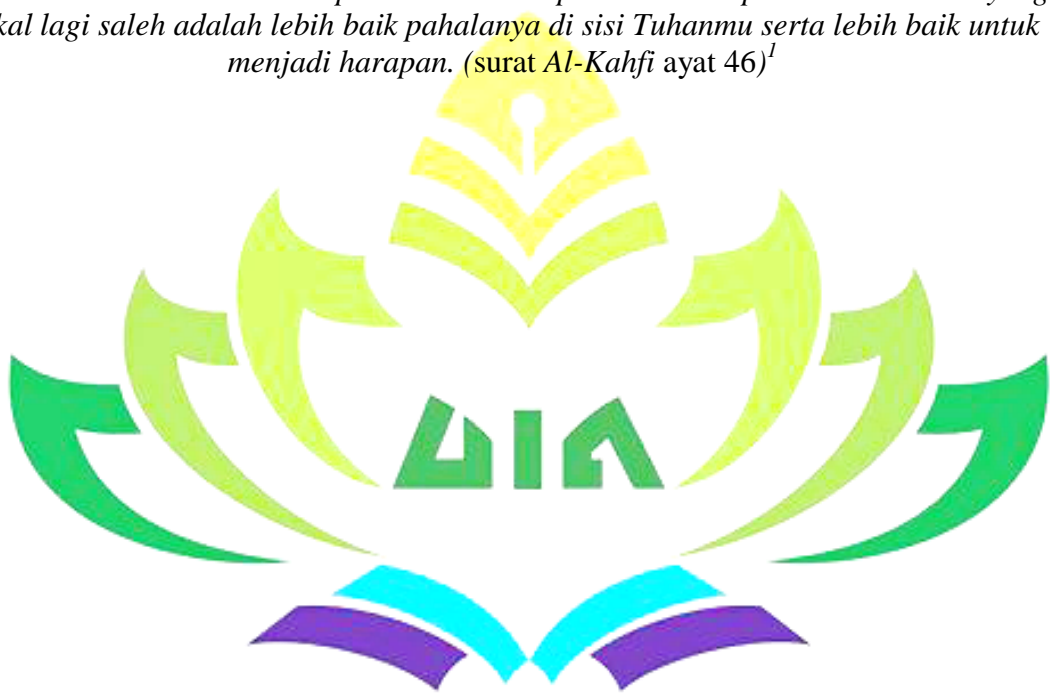 kal lagi saleh adalah lebih baik pahalanya di sisi Tuhanmu serta lebih baik untuk
menjadi harapan. (surat Al-Kahfi ayat 46)1
UIN